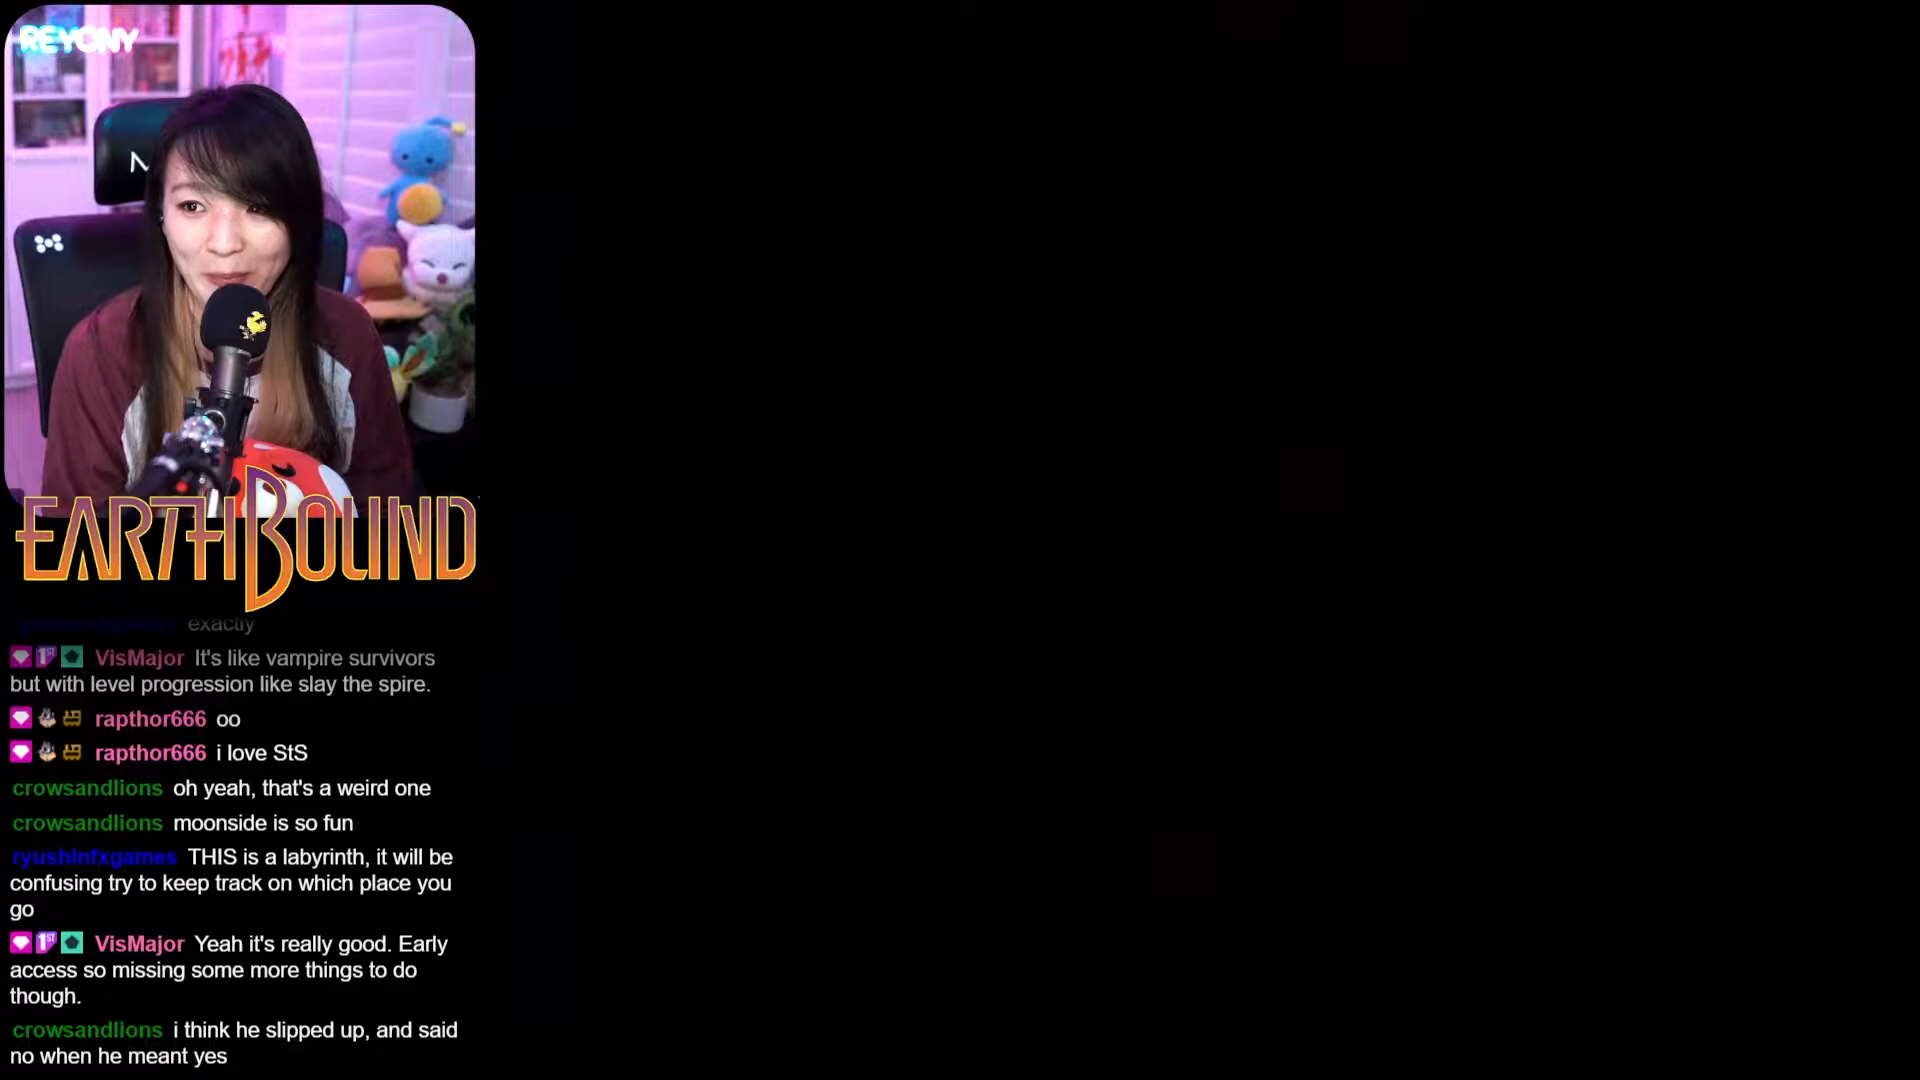 REYONY
EARTHBOUND
exactly
VisMajor It's like vampire survivors
but with level progression like slay the spire.
rapthor666 oo
rapthor666 i love StS
crowsandlions oh yeah, that's a weird one
crowsandlions moonside is so fun
ryushinfxgames THIS is a labyrinth, it will be
confusing try to keep track on which place you
go
1ST VisMajor Yeah it's really good. Early
access so missing some more things to do
though.
crowsandlions i think he slipped up, and said
no when he meant yes